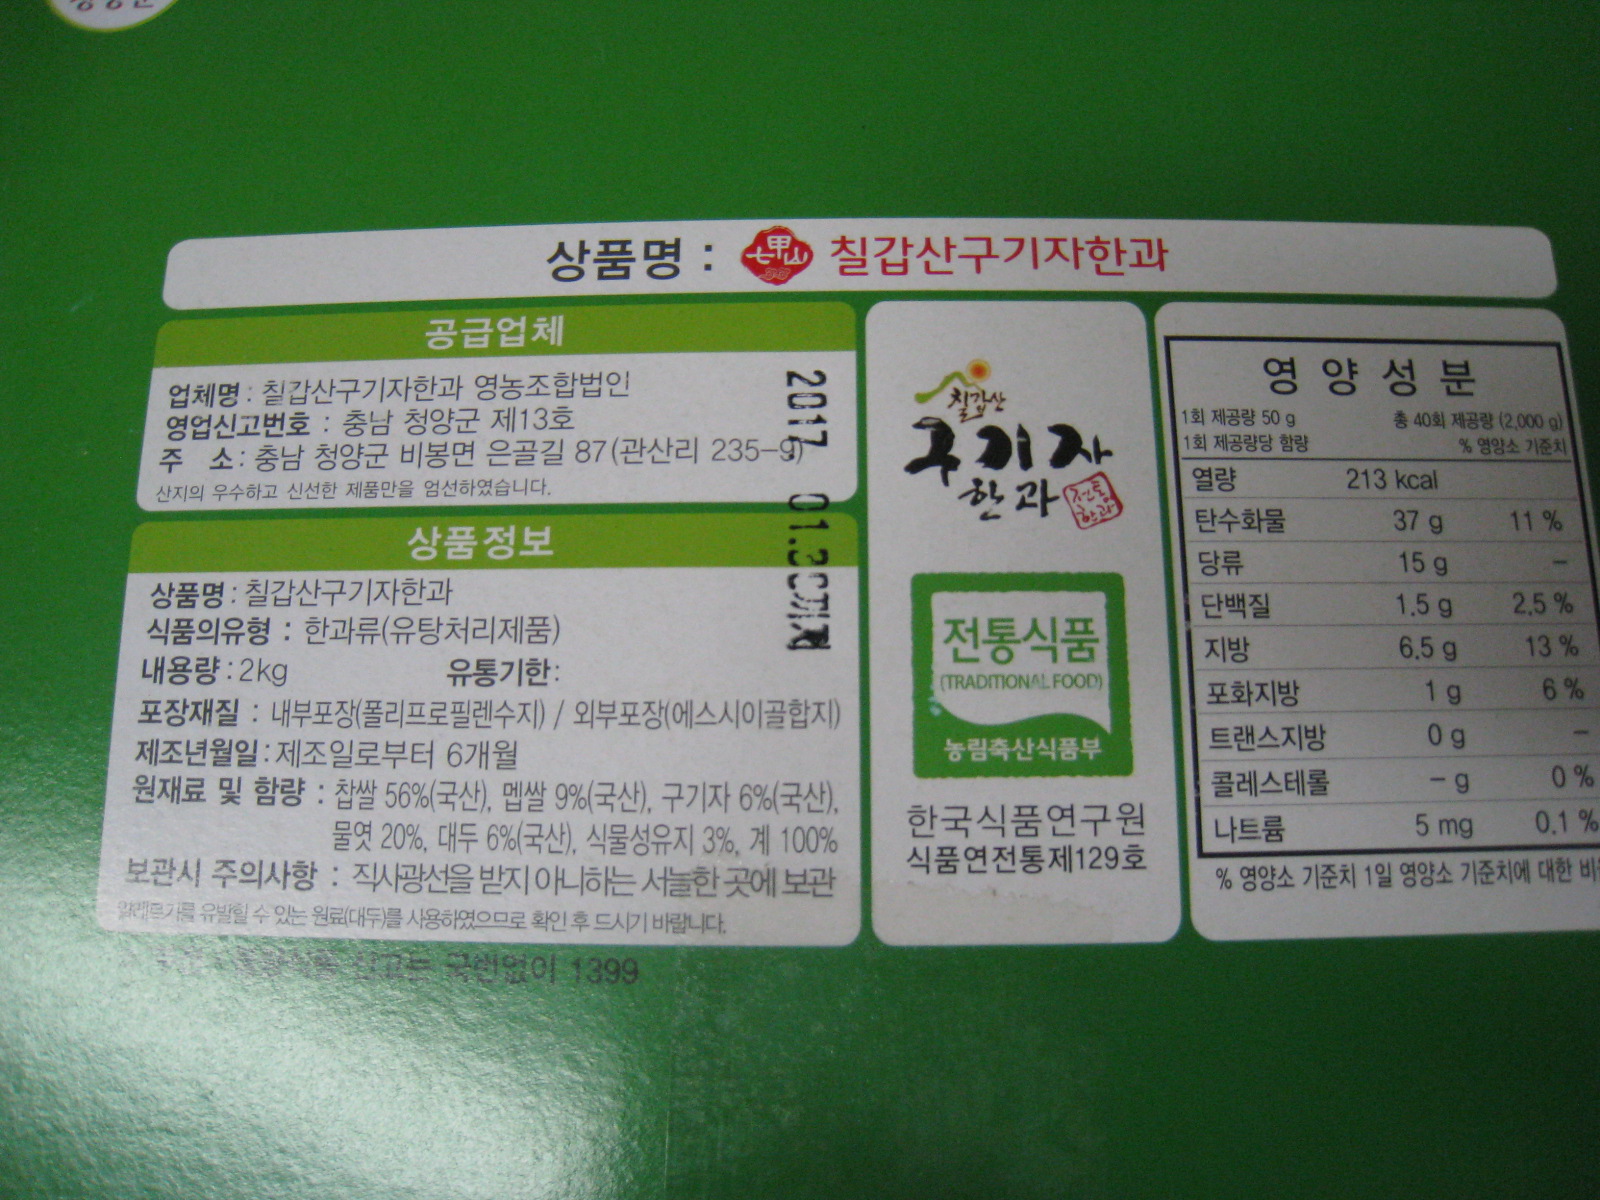 상품명 : 七甲山 칠갑산구기자한과
공급업체
업체명 : 칠갑산구기자한과 영농조합법인
영업신고번호 : 충남 청양군 제13호
주 소 : 충남 청양군 비봉면 은골길 87(관산리 235-9)
산지의 우수하고 신선한 제품만을 엄선하였습니다.
2017. 01.30까지
상품정보
상품명 : 칠갑산구기자한과
식품의유형 : 한과류(유탕처리제품)
내용량 : 2kg 유통기한 :
포장재질 : 내부포장(폴리프로필렌수지) / 외부포장(에스시이골합지)
제조년월일 : 제조일로부터 6개월
원재료 및 함량 : 찹쌀 56%(국산), 멥쌀 9%(국산), 구기자 6%(국산),
물엿 20%, 대두 6%(국산), 식물성유지 3%, 계 100%
보관시 주의사항 : 직사광선을 받지 아니하는 서늘한 곳에 보관
알레르기를 유발할 수 있는 원료(대두)를 사용하였으므로 확인 후 드시기 바랍니다.
신고는 국번없이 1399
칠갑산
구기자
한과
전통한과
전통식품
(TRADITIONAL FOOD)
농림축산식품부
한국식품연구원
식품연전통제129호
영양성분
1회 제공량 50 g 총 40회 제공량 (2,000 g)
1회 제공량당 함량 % 영양소 기준치
열량 213 kcal
탄수화물 37 g 11 %
당류 15 g –
단백질 1.5 g 2.5 %
지방 6.5 g 13 %
포화지방 1 g 6 %
트랜스지방 0 g –
콜레스테롤 – g 0 %
나트륨 5 mg 0.1 %
% 영양소 기준치 1일 영양소 기준치에 대한